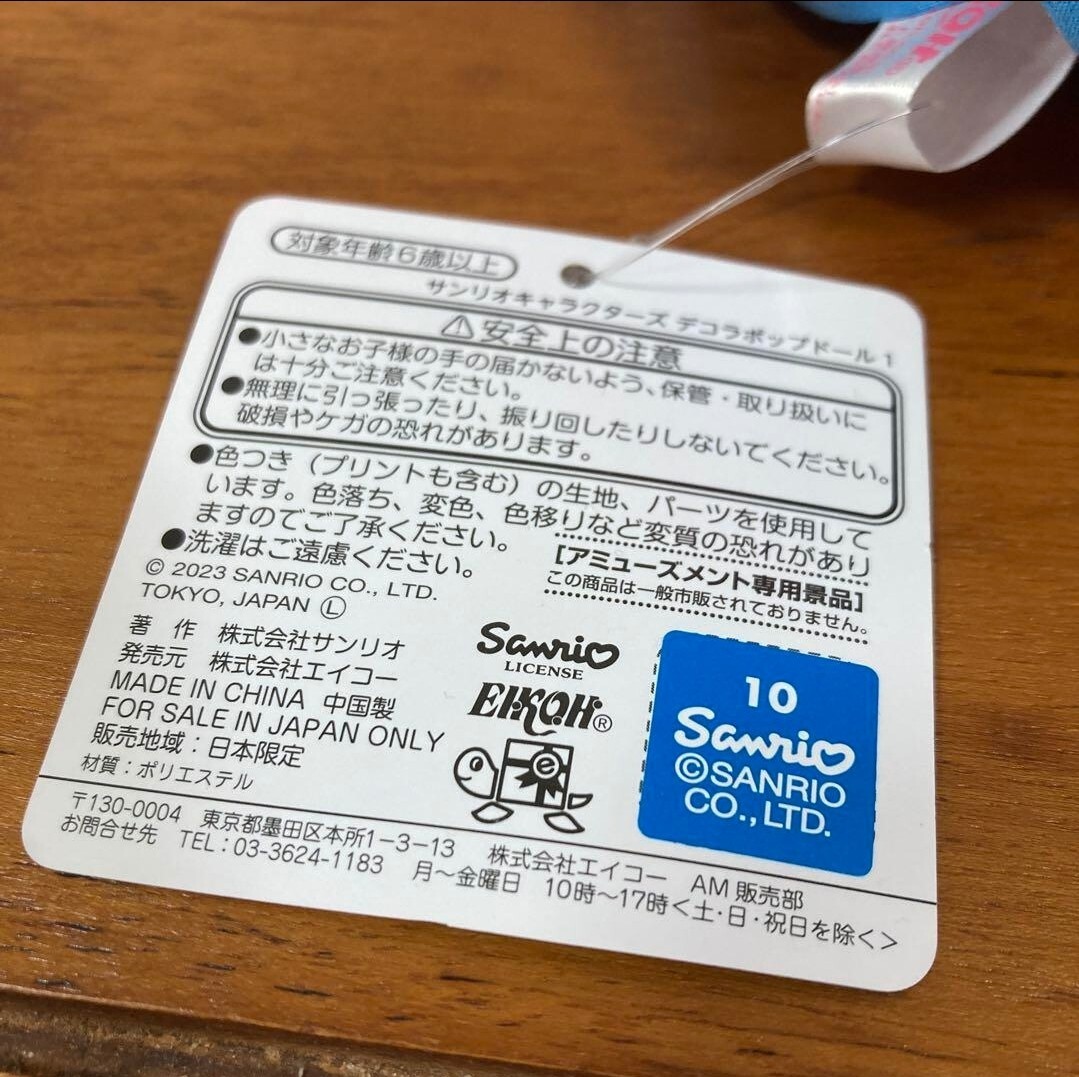 対象年齢6歳以上
サンリオキャラクターズ デコラポップドール 1
⚠安全上の注意
●小さなお子様の手の届かないよう、保管・取り扱いに
は十分ご注意ください。
●無理に引っ張ったり、振り回したりしないでください。
破損やケガの恐れがあります。
●色つき（プリントも含む）の生地、パーツを使用して
います。色落ち、変色、色移りなど変質の恐れがあり
ますのでご了承ください。
●洗濯はご遠慮ください。
[アミューズメント専用景品]
この商品は一般市販されておりません。
© 2023 SANRIO CO., LTD.
TOKYO, JAPAN Ⓛ
著 作 株式会社サンリオ
発売元 株式会社エイコー
MADE IN CHINA 中国製
FOR SALE IN JAPAN ONLY
販売地域：日本限定
材質：ポリエステル
Sanrio
LICENSE
EIKOH®
10
Sanrio
©SANRIO
CO.,LTD.
〒130-0004 東京都墨田区本所1-3-13 株式会社エイコー AM販売部
お問合せ先 TEL：03-3624-1183 月～金曜日 10時～17時＜土・日・祝日を除く＞